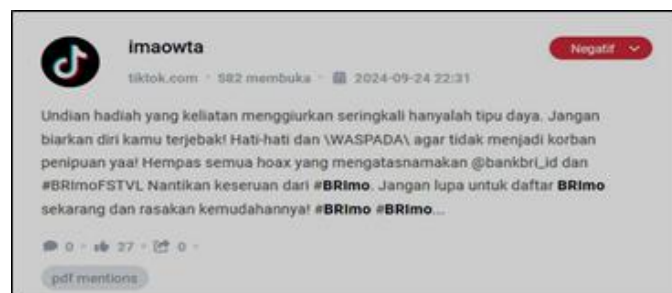 imaowta
Negatif
tiktok.com 582 membuka 2024-09-24 22:31
Undian hadiah yang keliatan menggiurkan seringkali hanyalah tipu daya. Jangan
biarkan diri kamu terjebak! Hati-hati dan \WASPADA\ agar tidak menjadi korban
penipuan yaa! Hempas semua hoax yang mengatasnamakan @bankbri_id dan
#BRImoFSTVL Nantikan keseruan dari #BRImo. Jangan lupa untuk daftar BRImo
sekarang dan rasakan kemudahannya! #BRImo #BRImo...
0 27 0
pdf mentions